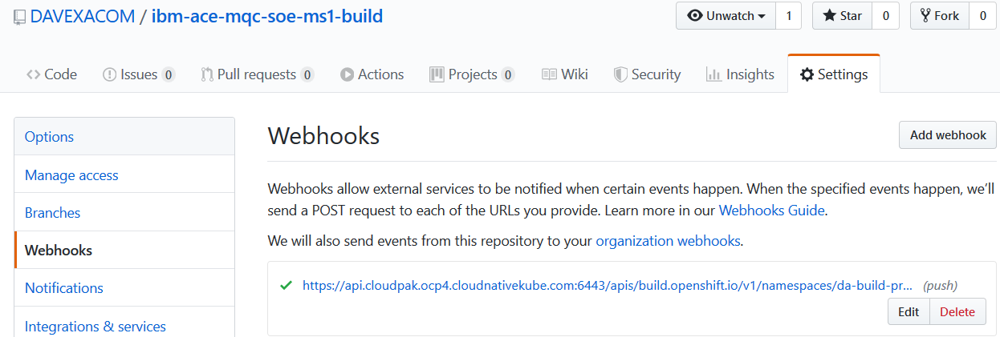 DAVEXACOM / ibm-ace-mqc-soe-ms1-build
Unwatch 1 Star 0 Fork 0
Code Issues 0 Pull requests 0 Actions Projects 0 Wiki Security Insights Settings
Options
Manage access
Branches
Webhooks
Notifications
Integrations & services
Webhooks
Add webhook
Webhooks allow external services to be notified when certain events happen. When the specified events happen, we'll
send a POST request to each of the URLs you provide. Learn more in our Webhooks Guide.
We will also send events from this repository to your organization webhooks.
https://api.cloudpak.ocp4.cloudnativekube.com:6443/apis/build.openshift.io/v1/namespaces/da-build-pr... (push)
Edit Delete